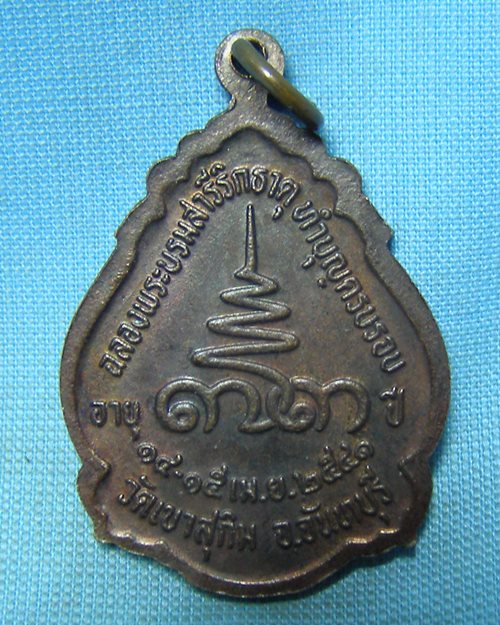 ฉลองพระบรมสารีริกธาตุ ทำบุญครบรอบ
อายุ ๗๓ ปี
๑๔-๑๕ เม.ย. ๒๕๔๑
วัดเขาสุกิม จ.จันทบุรี